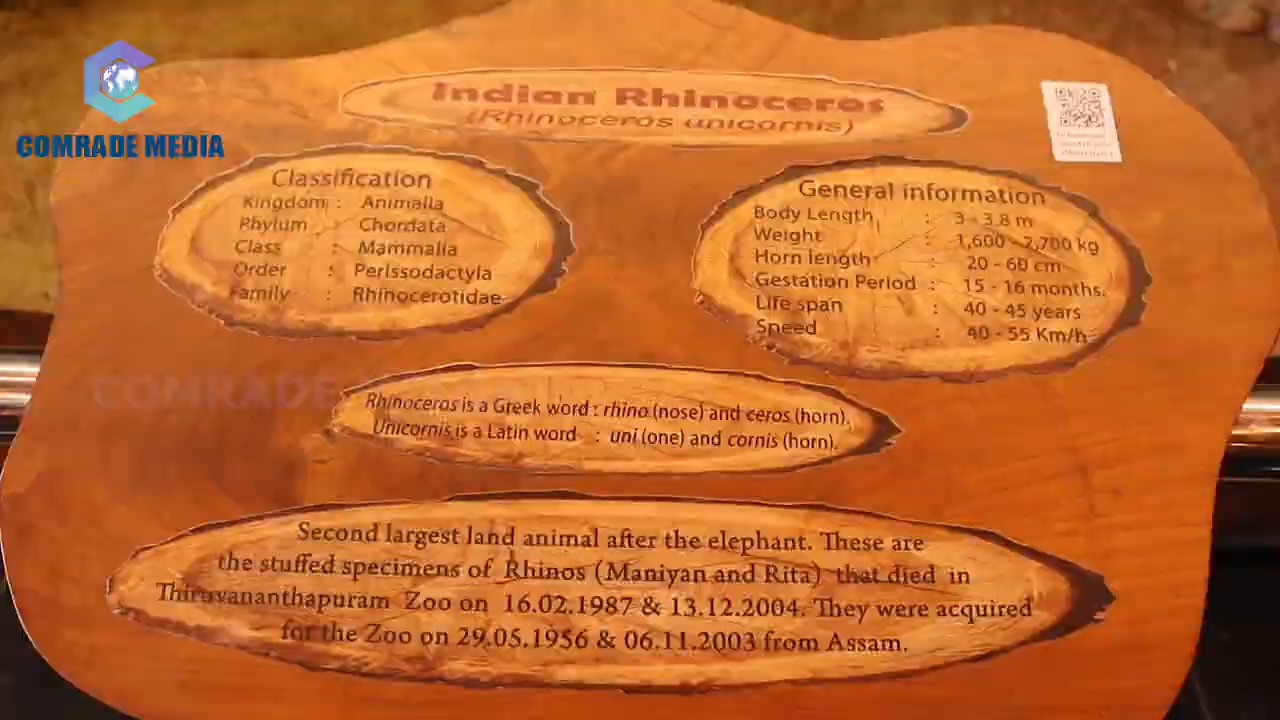 COMRADE MEDIA
Indian Rhinoceros
(Rhinoceros unicornis)
Classification
Kingdom : Animalia
Phylum : Chordata
Class : Mammalia
Order : Perissodactyla
Family : Rhinocerotidae
General information
Body Length : 3 - 3.8 m
Weight : 1,600 - 2,700 kg
Horn length : 20 - 60 cm
Gestation Period : 15 - 16 months.
Life span : 40 - 45 years
Speed : 40 - 55 Km/h
COMRADE
Rhinoceros is a Greek word : rhino (nose) and ceros (horn).
Unicornis is a Latin word : uni (one) and cornis (horn).
Second largest land animal after the elephant. These are
the stuffed specimens of Rhinos (Maniyan and Rita) that died in
Thiruvananthapuram Zoo on 16.02.1987 & 13.12.2004. They were acquired
for the Zoo on 29.05.1956 & 06.11.2003 from Assam.